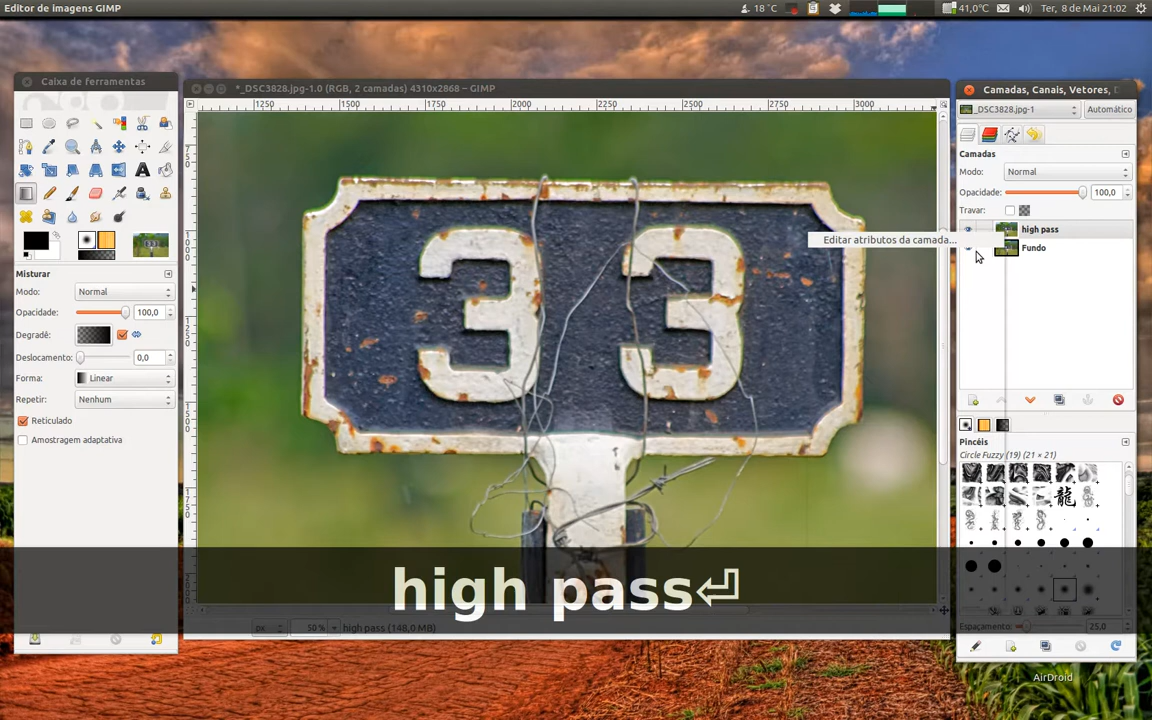 Editor de imagens GIMP
18 °C
41,0°C
Ter, 8 de Mai 21:02
Caixa de ferramentas
*_DSC3828.jpg-1.0 (RGB, 2 camadas) 4310x2868 – GIMP
Camadas, Canais, Vetores, D
_DSC3828.jpg-1
Automático
1250
1500
1750
2000
2250
2500
2750
3000
Camadas
Modo:
Normal
Opacidade:
100,0
Travar:
high pass
Fundo
Editar atributos da camada...
33
Misturar
Modo:
Normal
Opacidade:
100,0
Degradê:
Deslocamento:
0,0
Forma:
Linear
Repetir:
Nenhum
Reticulado
Amostragem adaptativa
Pincéis
Circle Fuzzy (19) (21 × 21)
龍
high pass⏎
Espaçamento:
25,0
px
50%
high pass (148,0 MB)
AirDroid